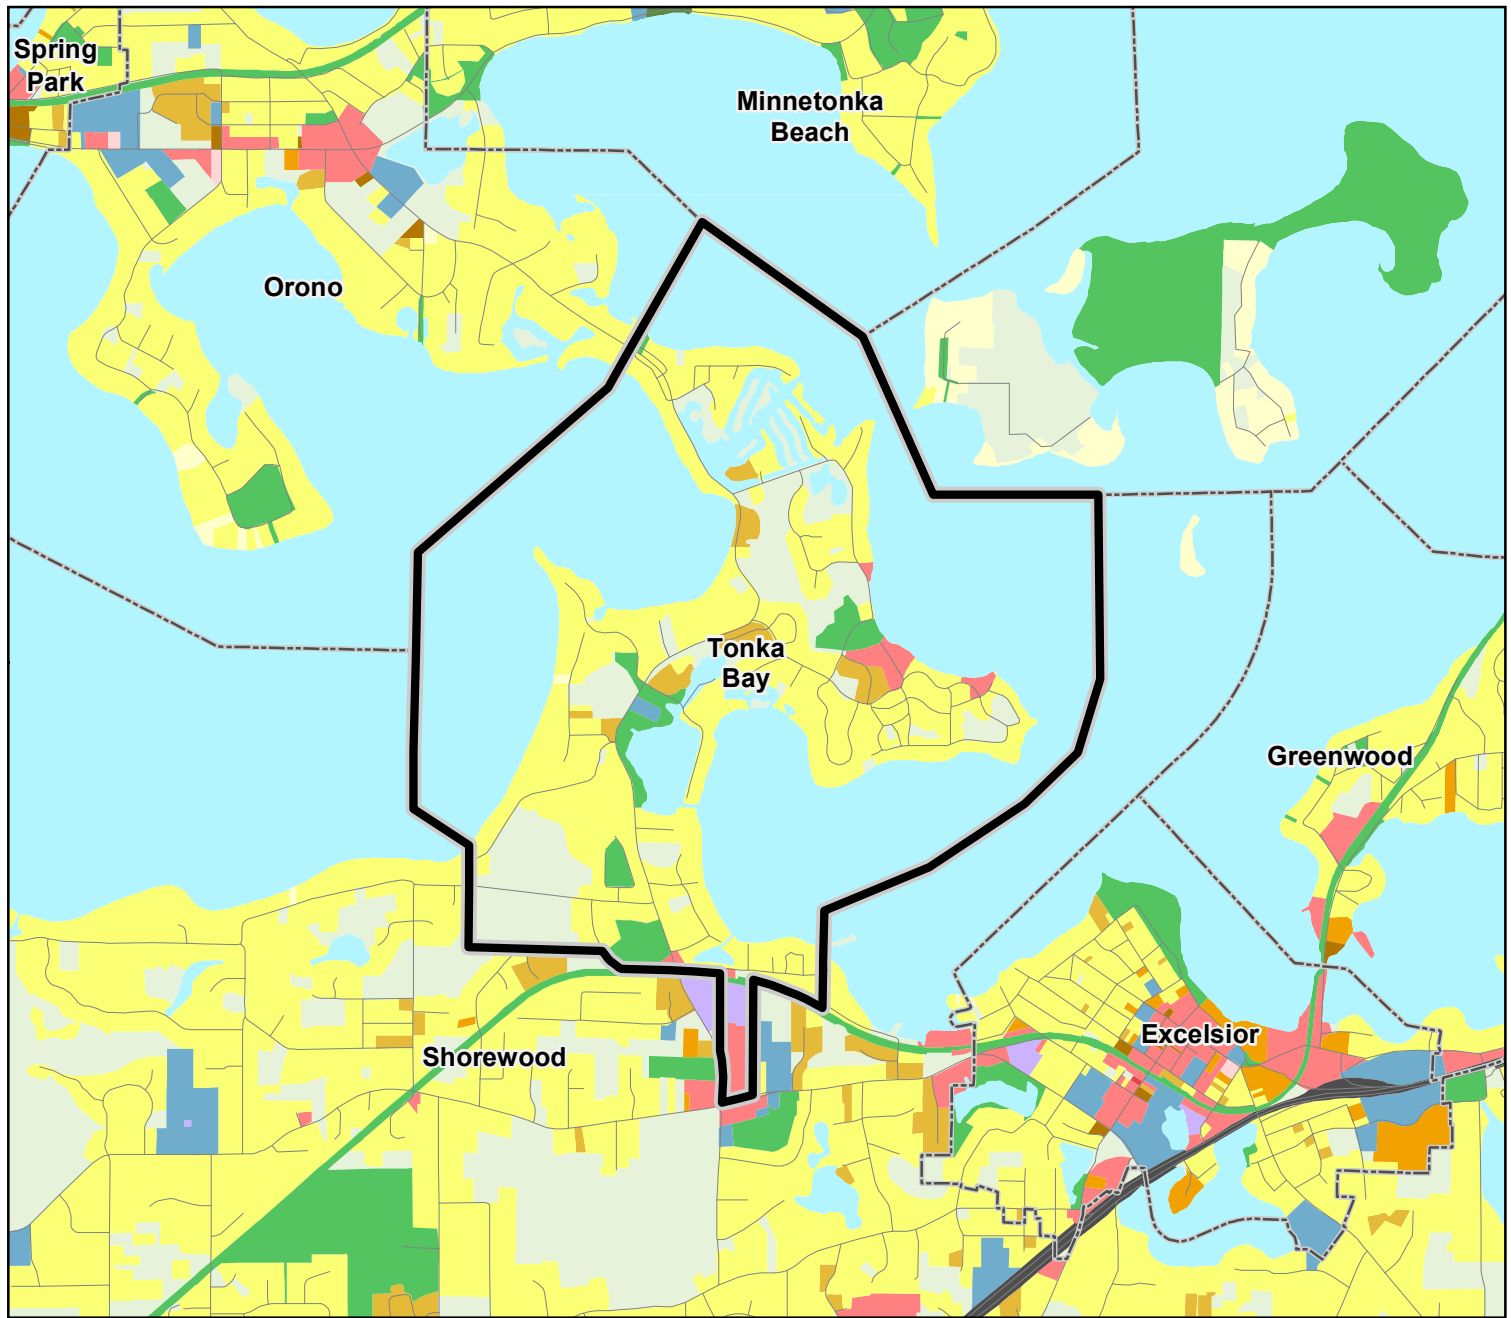 Spring
Park
Minnetonka
Beach
Orono
Tonka
Bay
Greenwood
Excelsior
Shorewood